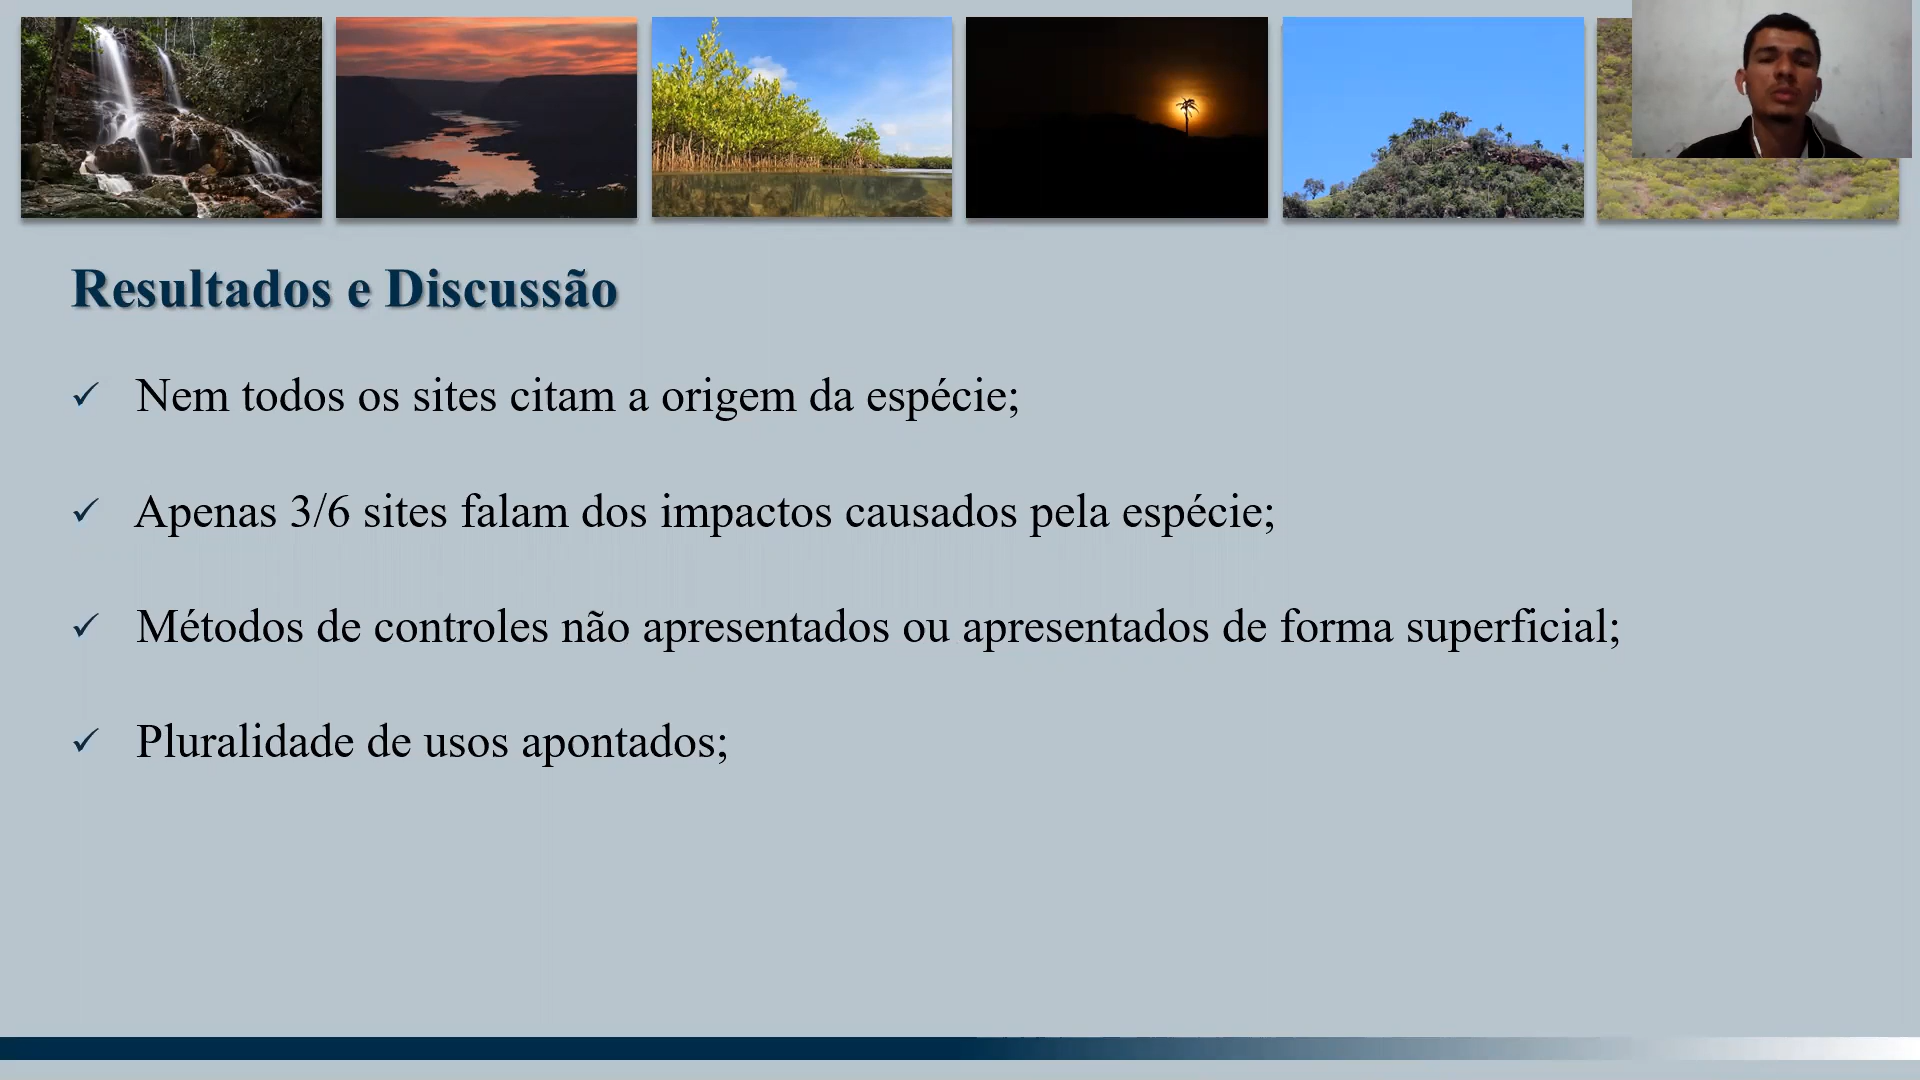 Resultados e Discussão
✓ Nem todos os sites citam a origem da espécie;
✓ Apenas 3/6 sites falam dos impactos causados pela espécie;
✓ Métodos de controles não apresentados ou apresentados de forma superficial;
✓ Pluralidade de usos apontados;